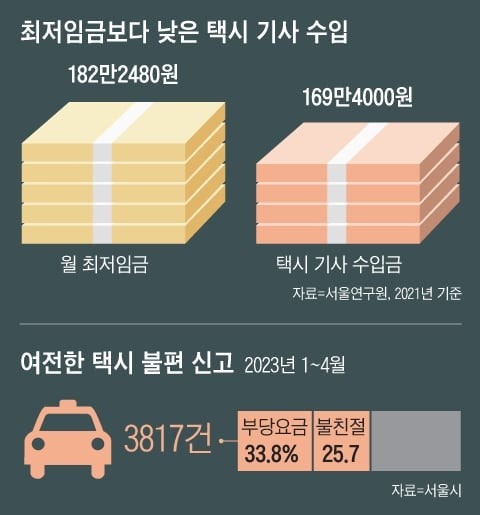 최저임금보다 낮은 택시 기사 수입
182만2480원
169만4000원
월 최저임금
택시 기사 수입금
자료=서울연구원, 2021년 기준
여전한 택시 불편 신고 2023년 1~4월
3817건
부당요금 불친절
33.8% 25.7
자료=서울시